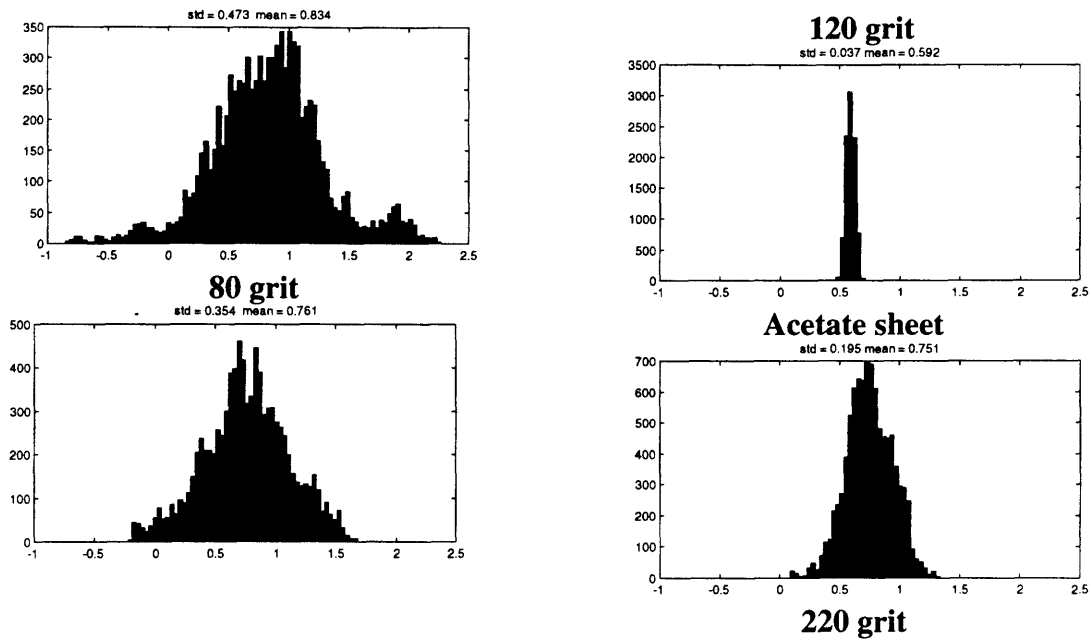 std = 0.473 mean = 0.834
350
300
250
200
150
100
50
0
-1 -0.5 0 0.5 1 1.5 2 2.5
80 grit
std = 0.354 mean = 0.761
500
400
300
200
100
0
-1 -0.5 0 0.5 1 1.5 2 2.5
120 grit
std = 0.037 mean = 0.592
3500
3000
2500
2000
1500
1000
500
0
-1 -0.5 0 0.5 1 1.5 2 2.5
Acetate sheet
std = 0.195 mean = 0.751
700
600
500
400
300
200
100
0
-1 -0.5 0 0.5 1 1.5 2 2.5
220 grit